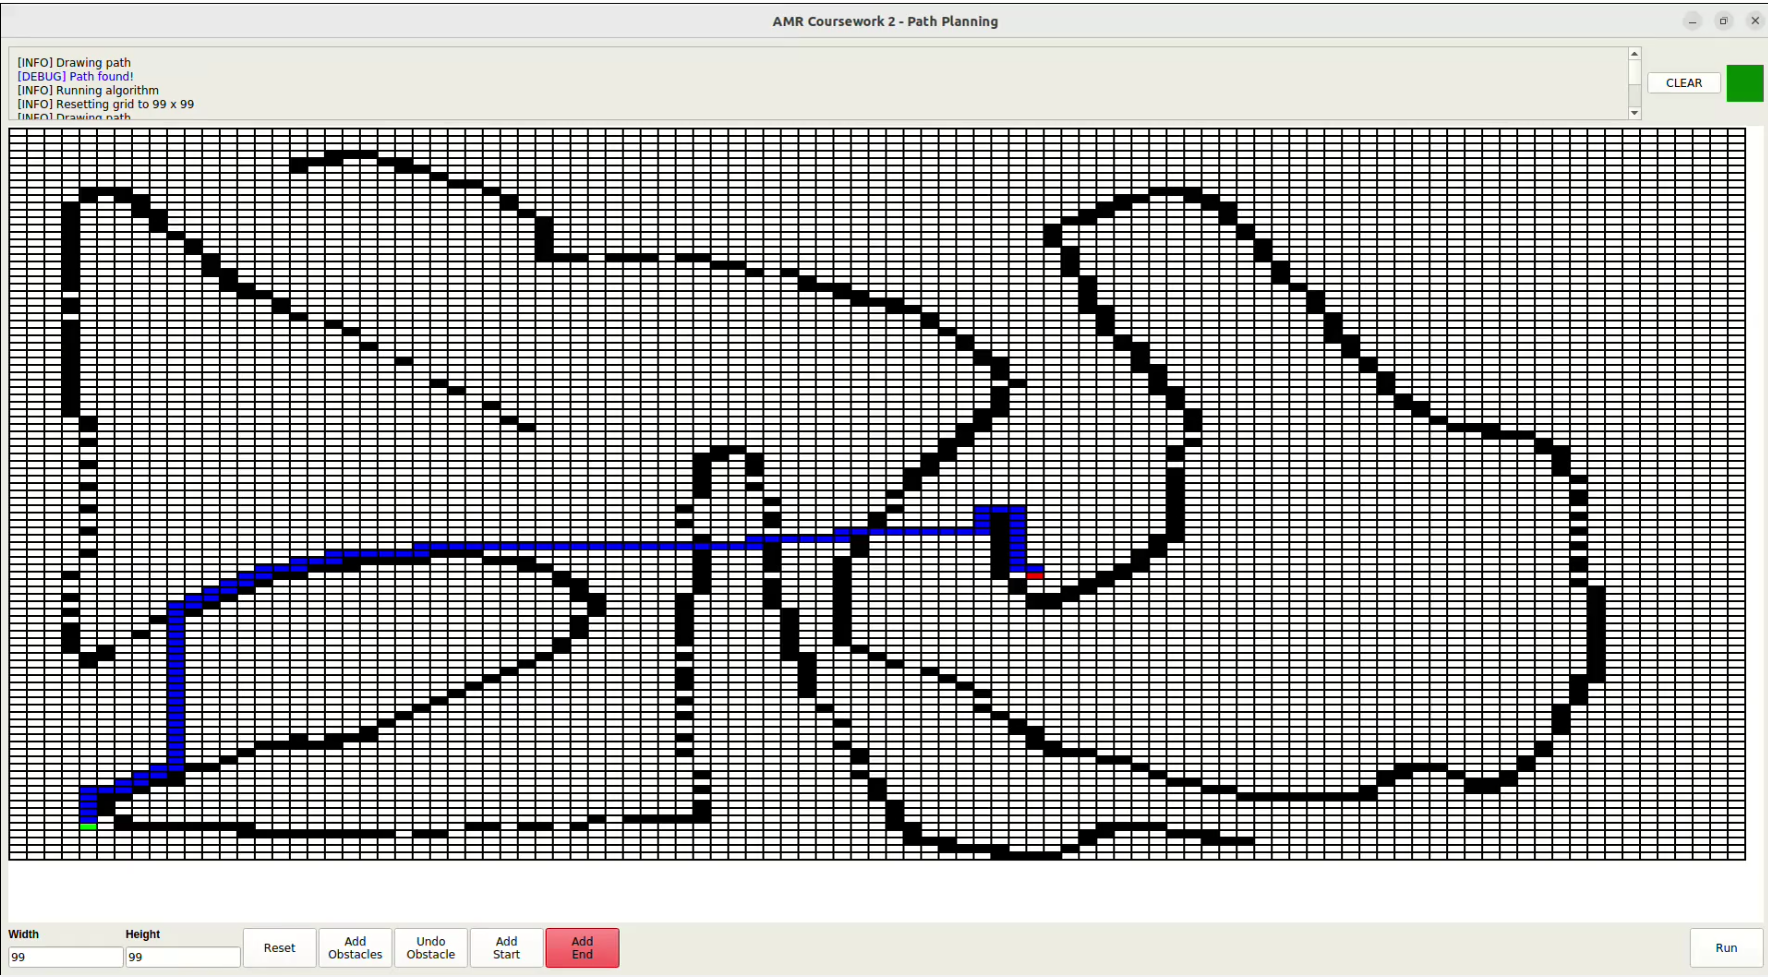 AMR Coursework 2 - Path Planning
[INFO] Drawing path
[DEBUG] Path found!
[INFO] Running algorithm
[INFO] Resetting grid to 99 x 99
[INFO] Drawing path
CLEAR
Width
Height
99
99
Reset
Add
Obstacles
Undo
Obstacle
Add
Start
Add
End
Run